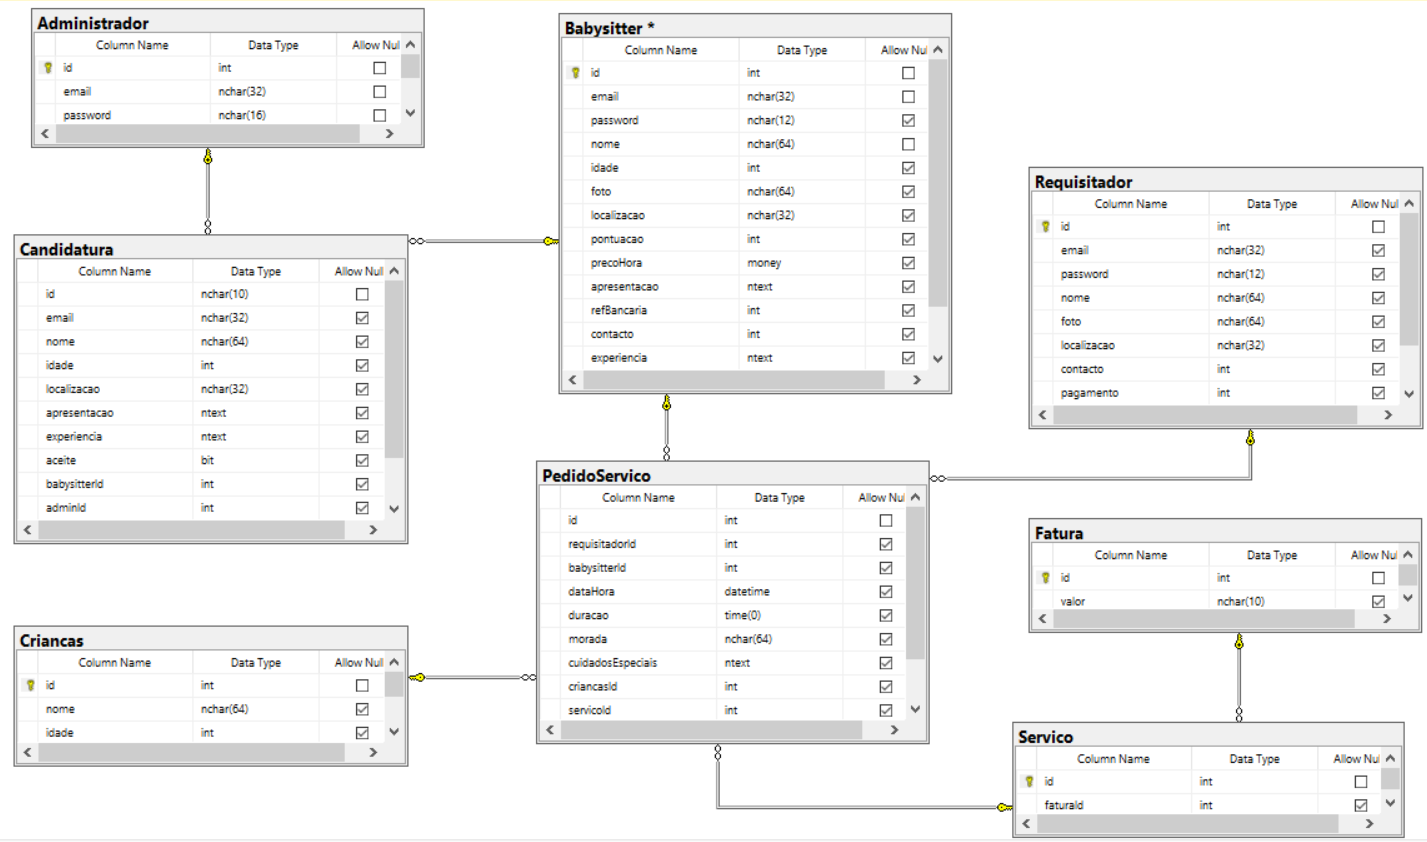 Administrador
Column Name Data Type Allow Nul
id int
email nchar(32)
password nchar(16)
Babysitter *
Column Name Data Type Allow Nul
id int
email nchar(32)
password nchar(12)
nome nchar(64)
idade int
foto nchar(64)
localizacao nchar(32)
pontuacao int
precoHora money
apresentacao ntext
refBancaria int
contacto int
experiencia ntext
Requisitador
Column Name Data Type Allow Nul
id int
email nchar(32)
password nchar(12)
nome nchar(64)
foto nchar(64)
localizacao nchar(32)
contacto int
pagamento int
Candidatura
Column Name Data Type Allow Null
id nchar(10)
email nchar(32)
nome nchar(64)
idade int
localizacao nchar(32)
apresentacao ntext
experiencia ntext
aceite bit
babysitterId int
adminId int
PedidoServico
Column Name Data Type Allow Nul
id int
requisitadorId int
babysitterId int
dataHora datetime
duracao time(0)
morada nchar(64)
cuidadosEspeciais ntext
criancasId int
servicoId int
Fatura
Column Name Data Type Allow Nul
id int
valor nchar(10)
Criancas
Column Name Data Type Allow Null
id int
nome nchar(64)
idade int
Servico
Column Name Data Type Allow Nul
id int
faturaId int